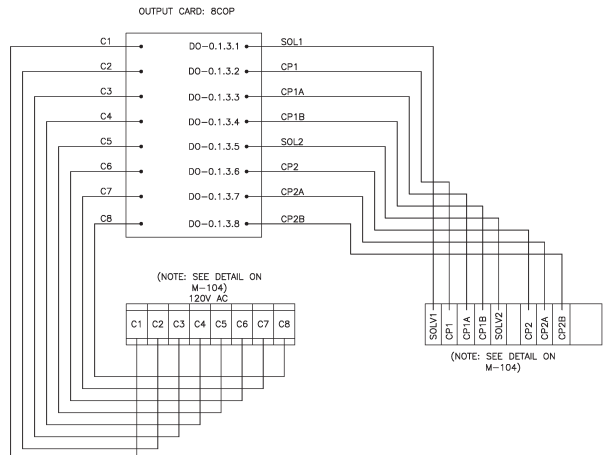 OUTPUT CARD: 8COP
C1 DO-0.1.3.1 SOL1
C2 DO-0.1.3.2 CP1
C3 DO-0.1.3.3 CP1A
C4 DO-0.1.3.4 CP1B
C5 DO-0.1.3.5 SOL2
C6 DO-0.1.3.6 CP2
C7 DO-0.1.3.7 CP2A
C8 DO-0.1.3.8 CP2B
(NOTE: SEE DETAIL ON
M-104)
120V AC
C1 C2 C3 C4 C5 C6 C7 C8
SOLV1 CP1 CP1A CP1B SOLV2 CP2 CP2A CP2B
(NOTE: SEE DETAIL ON
M-104)